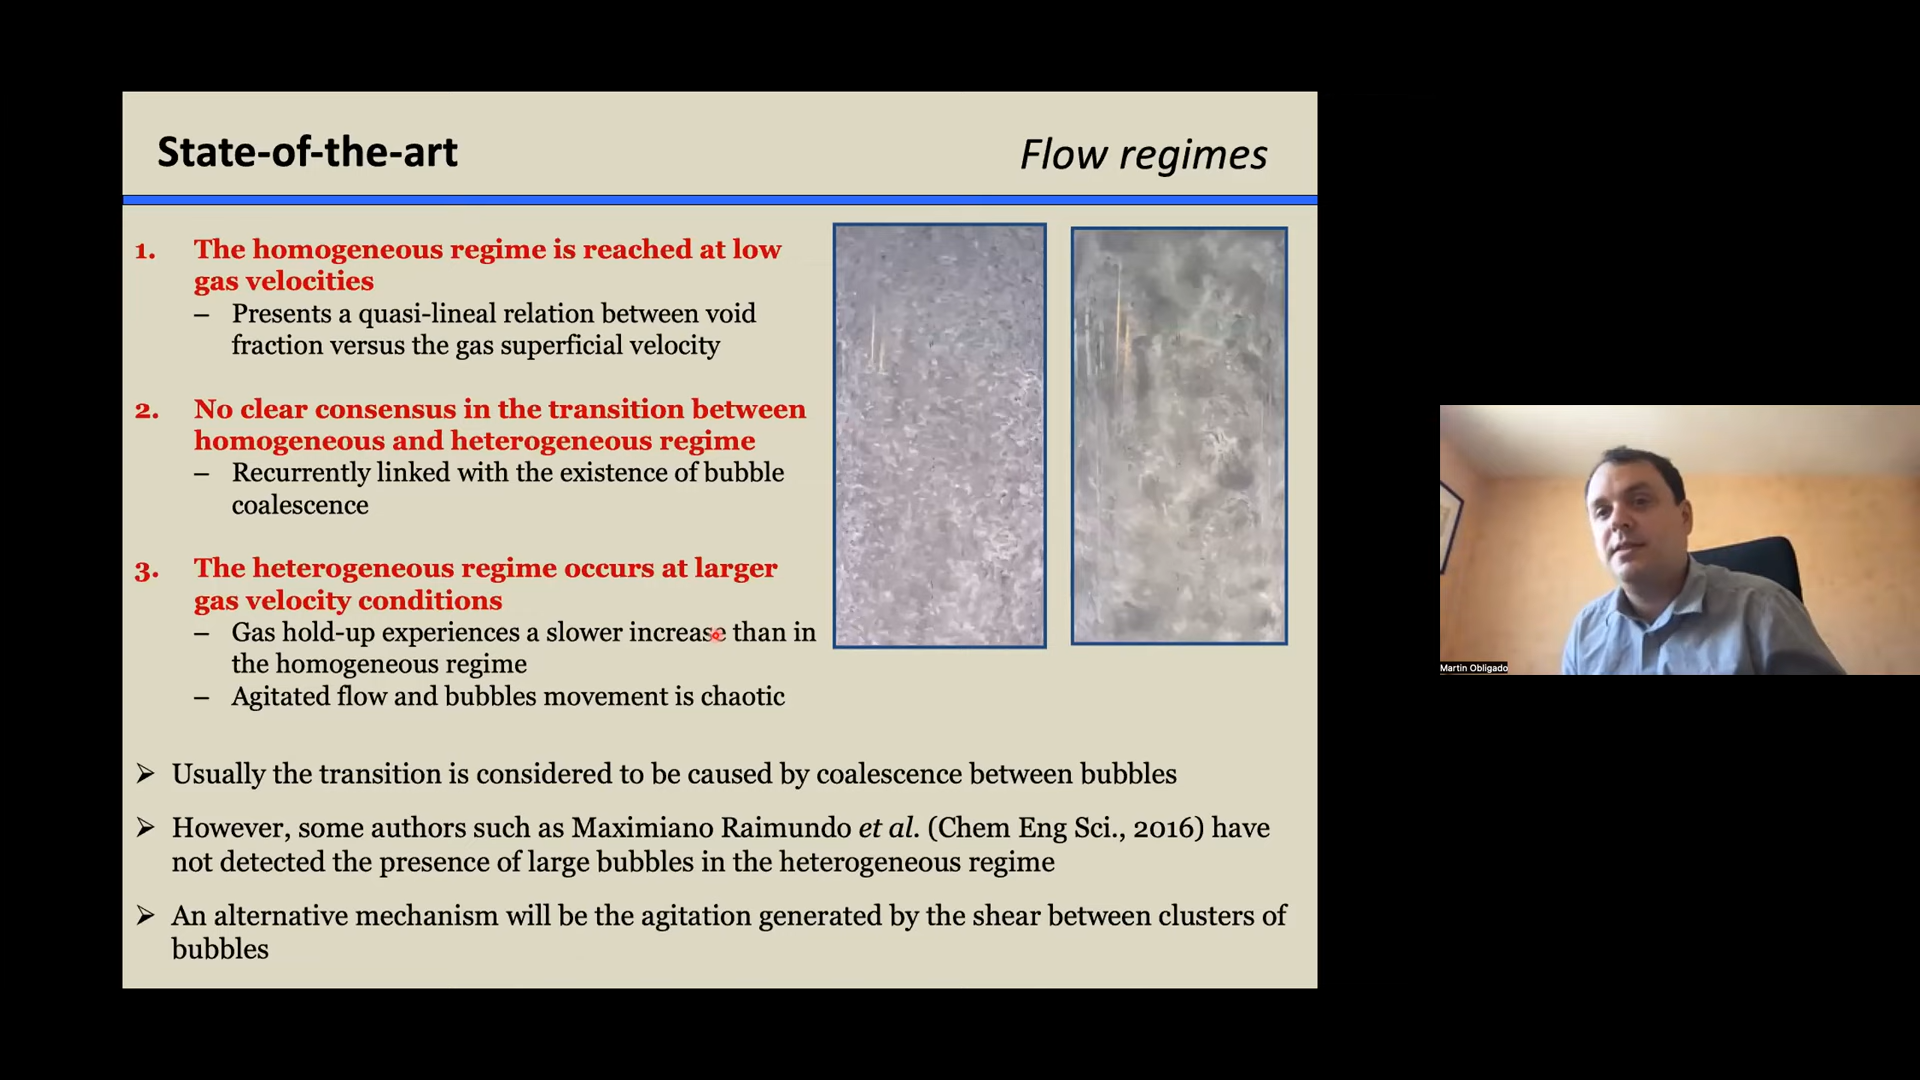 State-of-the-art
Flow regimes
1. The homogeneous regime is reached at low
gas velocities
– Presents a quasi-lineal relation between void
fraction versus the gas superficial velocity
2. No clear consensus in the transition between
homogeneous and heterogeneous regime
– Recurrently linked with the existence of bubble
coalescence
3. The heterogeneous regime occurs at larger
gas velocity conditions
– Gas hold-up experiences a slower increase than in
the homogeneous regime
– Agitated flow and bubbles movement is chaotic
➢ Usually the transition is considered to be caused by coalescence between bubbles
➢ However, some authors such as Maximiano Raimundo et al. (Chem Eng Sci., 2016) have
not detected the presence of large bubbles in the heterogeneous regime
➢ An alternative mechanism will be the agitation generated by the shear between clusters of
bubbles
Martin Obligado